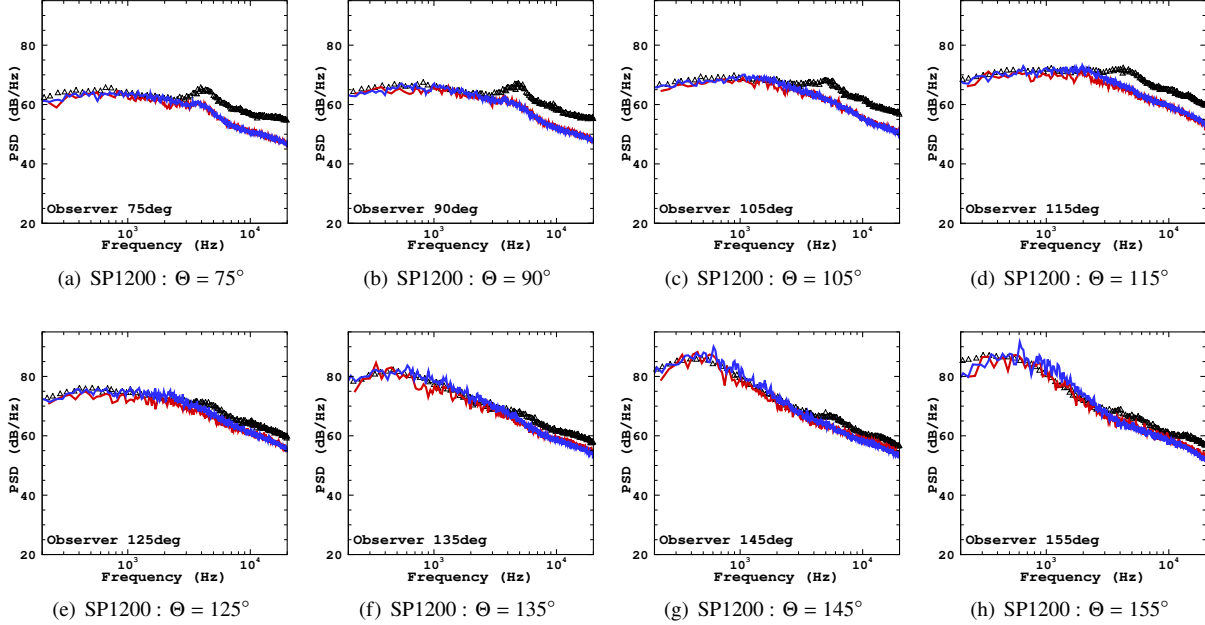 PSD (dB/Hz)
80
60
40
20
Observer 75deg
10³ 10⁴
Frequency (Hz)
(a) SP1200 : Θ = 75°
PSD (dB/Hz)
80
60
40
20
Observer 90deg
10³ 10⁴
Frequency (Hz)
(b) SP1200 : Θ = 90°
PSD (dB/Hz)
80
60
40
20
Observer 105deg
10³ 10⁴
Frequency (Hz)
(c) SP1200 : Θ = 105°
PSD (dB/Hz)
80
60
40
20
Observer 115deg
10³ 10⁴
Frequency (Hz)
(d) SP1200 : Θ = 115°
PSD (dB/Hz)
80
60
40
20
Observer 125deg
10³ 10⁴
Frequency (Hz)
(e) SP1200 : Θ = 125°
PSD (dB/Hz)
80
60
40
20
Observer 135deg
10³ 10⁴
Frequency (Hz)
(f) SP1200 : Θ = 135°
PSD (dB/Hz)
80
60
40
20
Observer 145deg
10³ 10⁴
Frequency (Hz)
(g) SP1200 : Θ = 145°
PSD (dB/Hz)
80
60
40
20
Observer 155deg
10³ 10⁴
Frequency (Hz)
(h) SP1200 : Θ = 155°